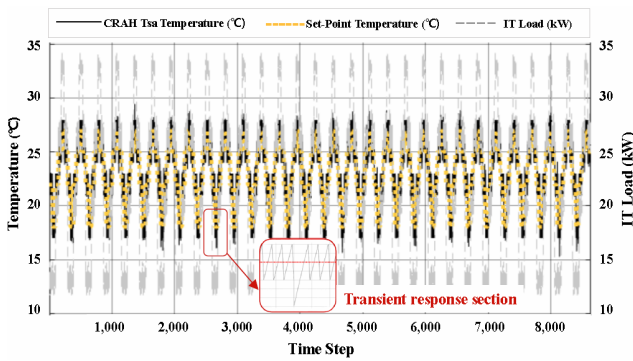 CRAH Tsa Temperature (℃) Set-Point Temperature (℃) IT Load (kW)
35 35
30 30
25 25
20 20
15 15
10 10
Temperature (℃)
IT Load (kW)
Transient response section
1,000 2,000 3,000 4,000 5,000 6,000 7,000 8,000
Time Step